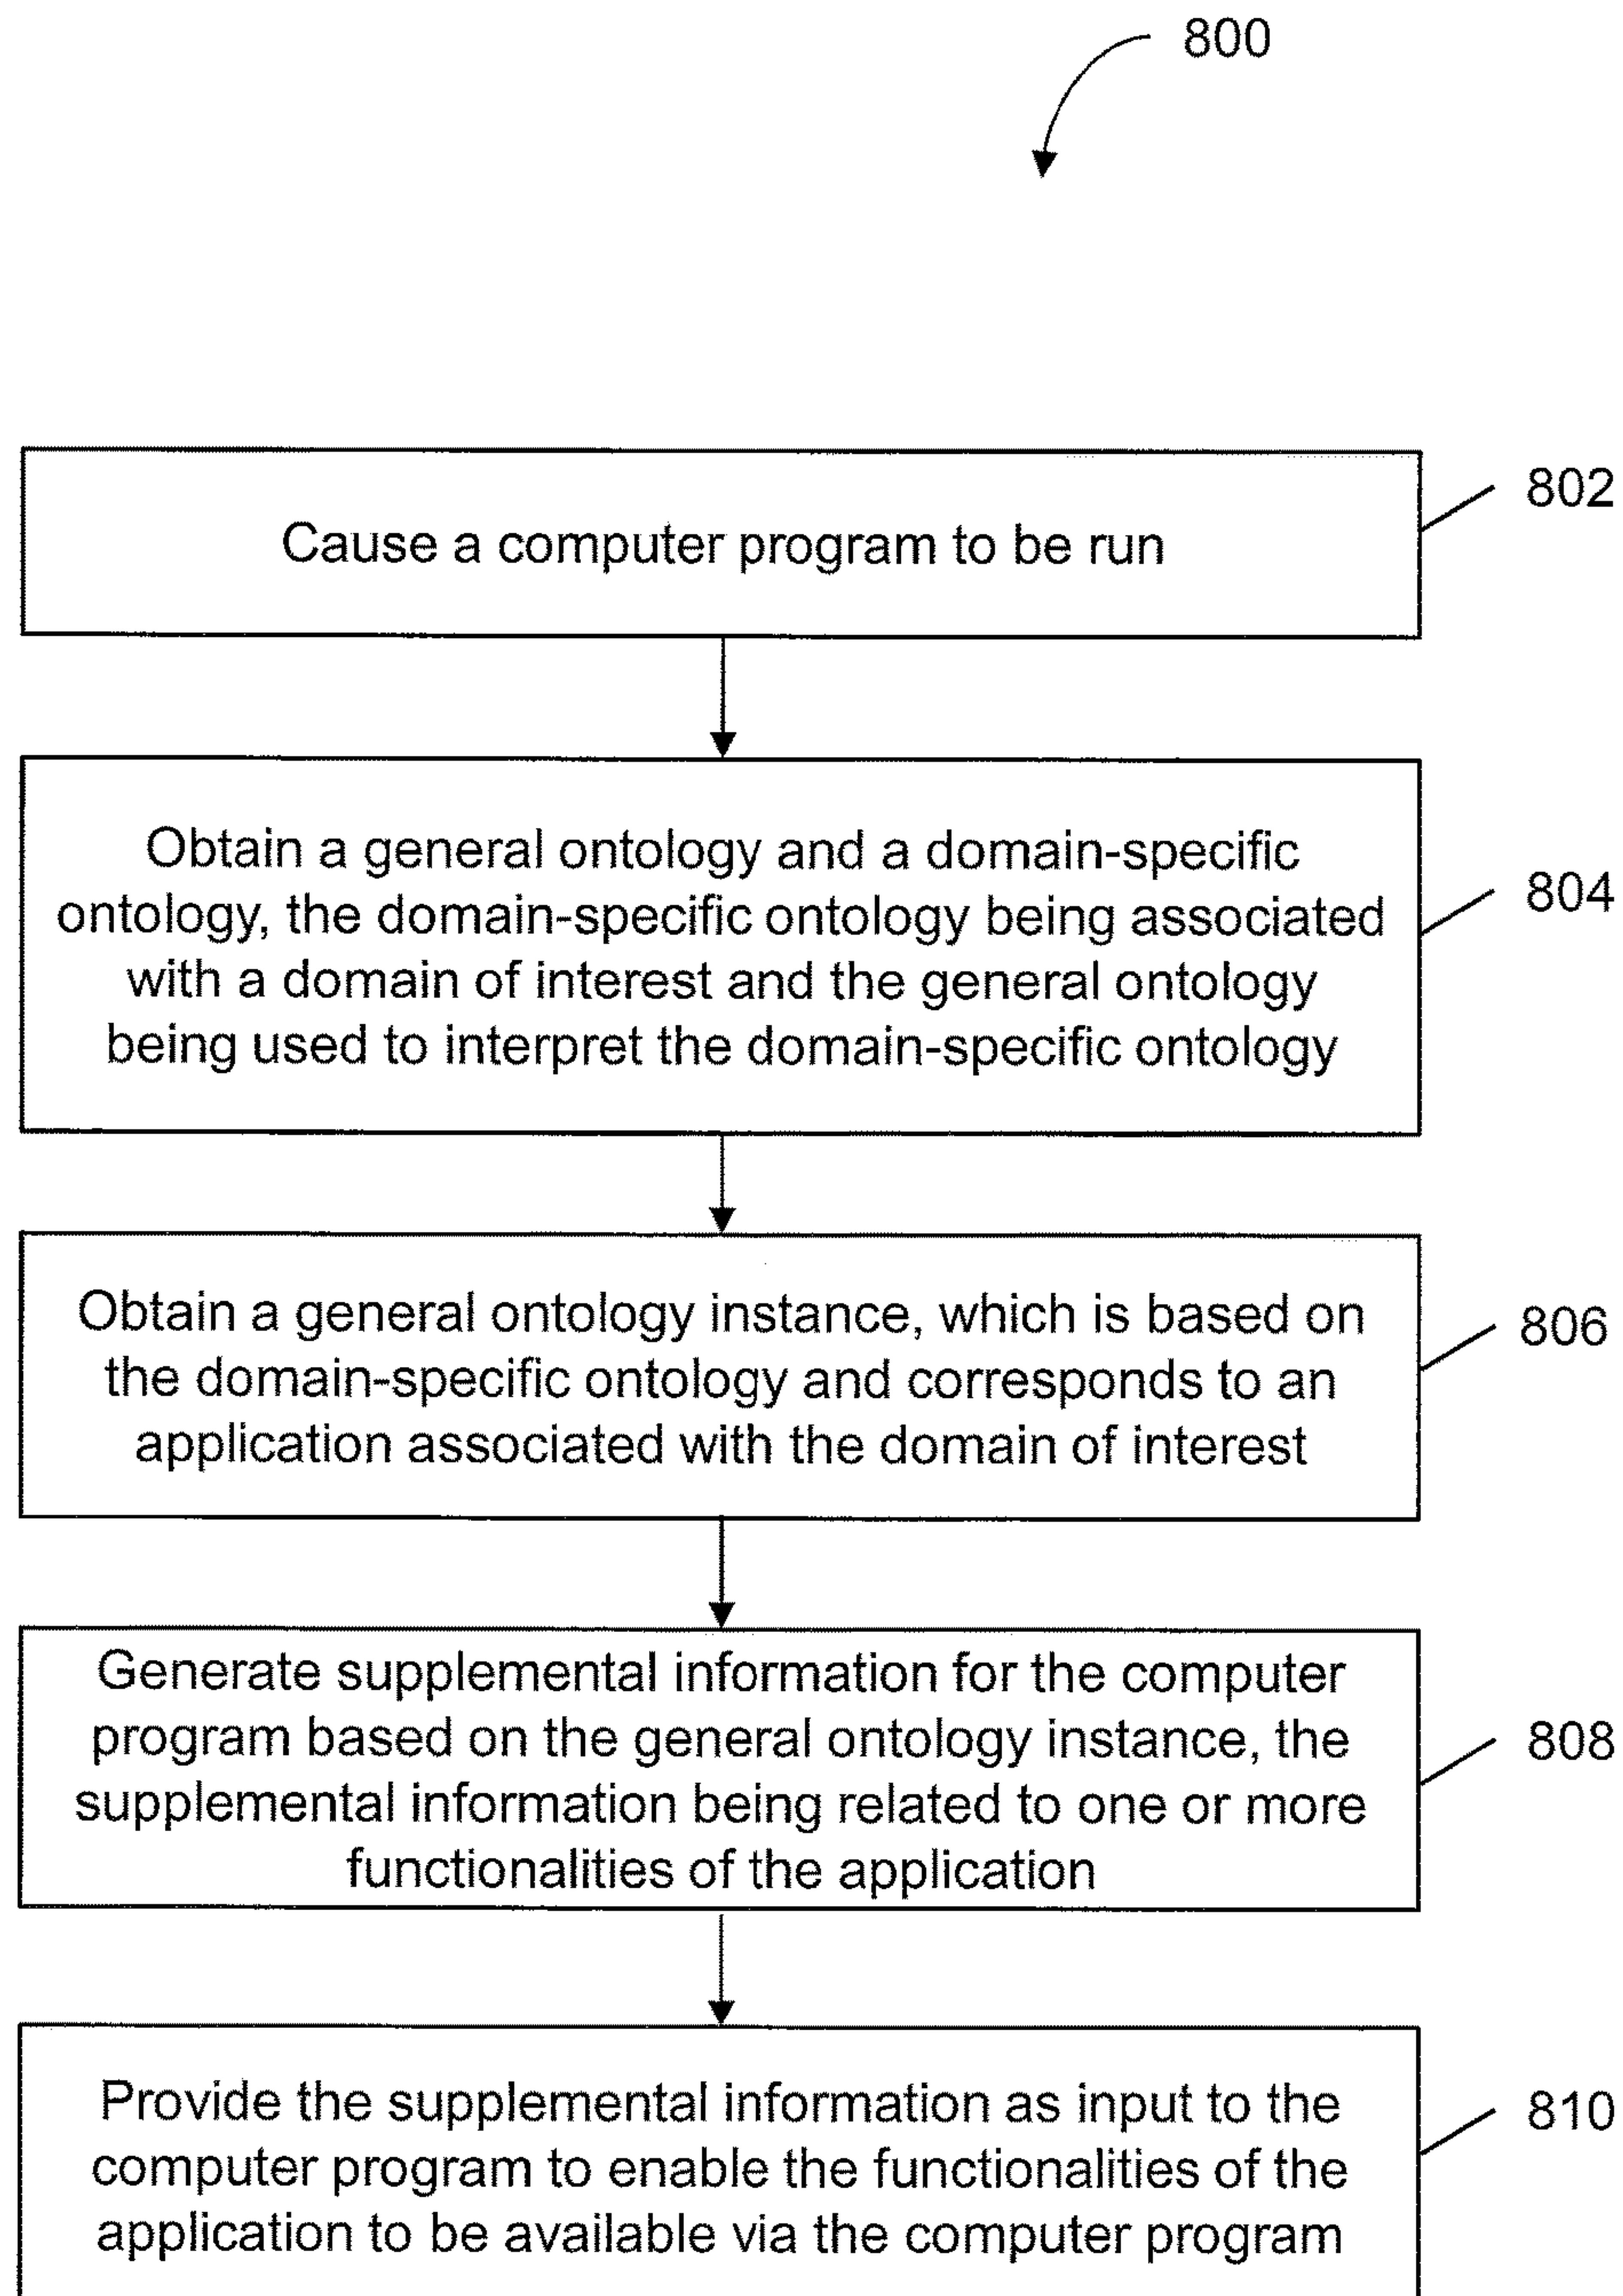 800
Cause a computer program to be run
802
Obtain a general ontology and a domain-specific
ontology, the domain-specific ontology being associated
with a domain of interest and the general ontology
being used to interpret the domain-specific ontology
804
Obtain a general ontology instance, which is based on
the domain-specific ontology and corresponds to an
application associated with the domain of interest
806
Generate supplemental information for the computer
program based on the general ontology instance, the
supplemental information being related to one or more
functionalities of the application
808
Provide the supplemental information as input to the
computer program to enable the functionalities of the
application to be available via the computer program
810